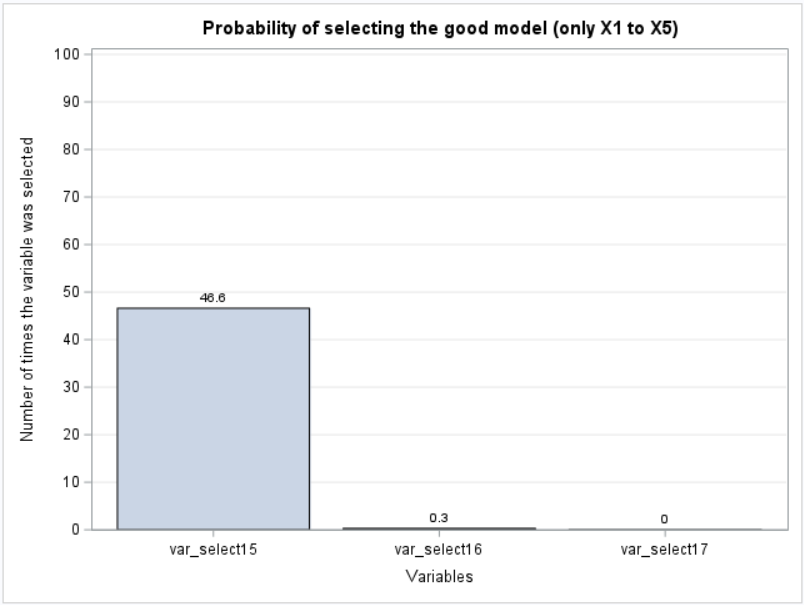 Probability of selecting the good model (only X1 to X5)
Number of times the variable was selected
100
90
80
70
60
50
40
30
20
10
0
46.6
0.3
0
var_select15
var_select16
var_select17
Variables